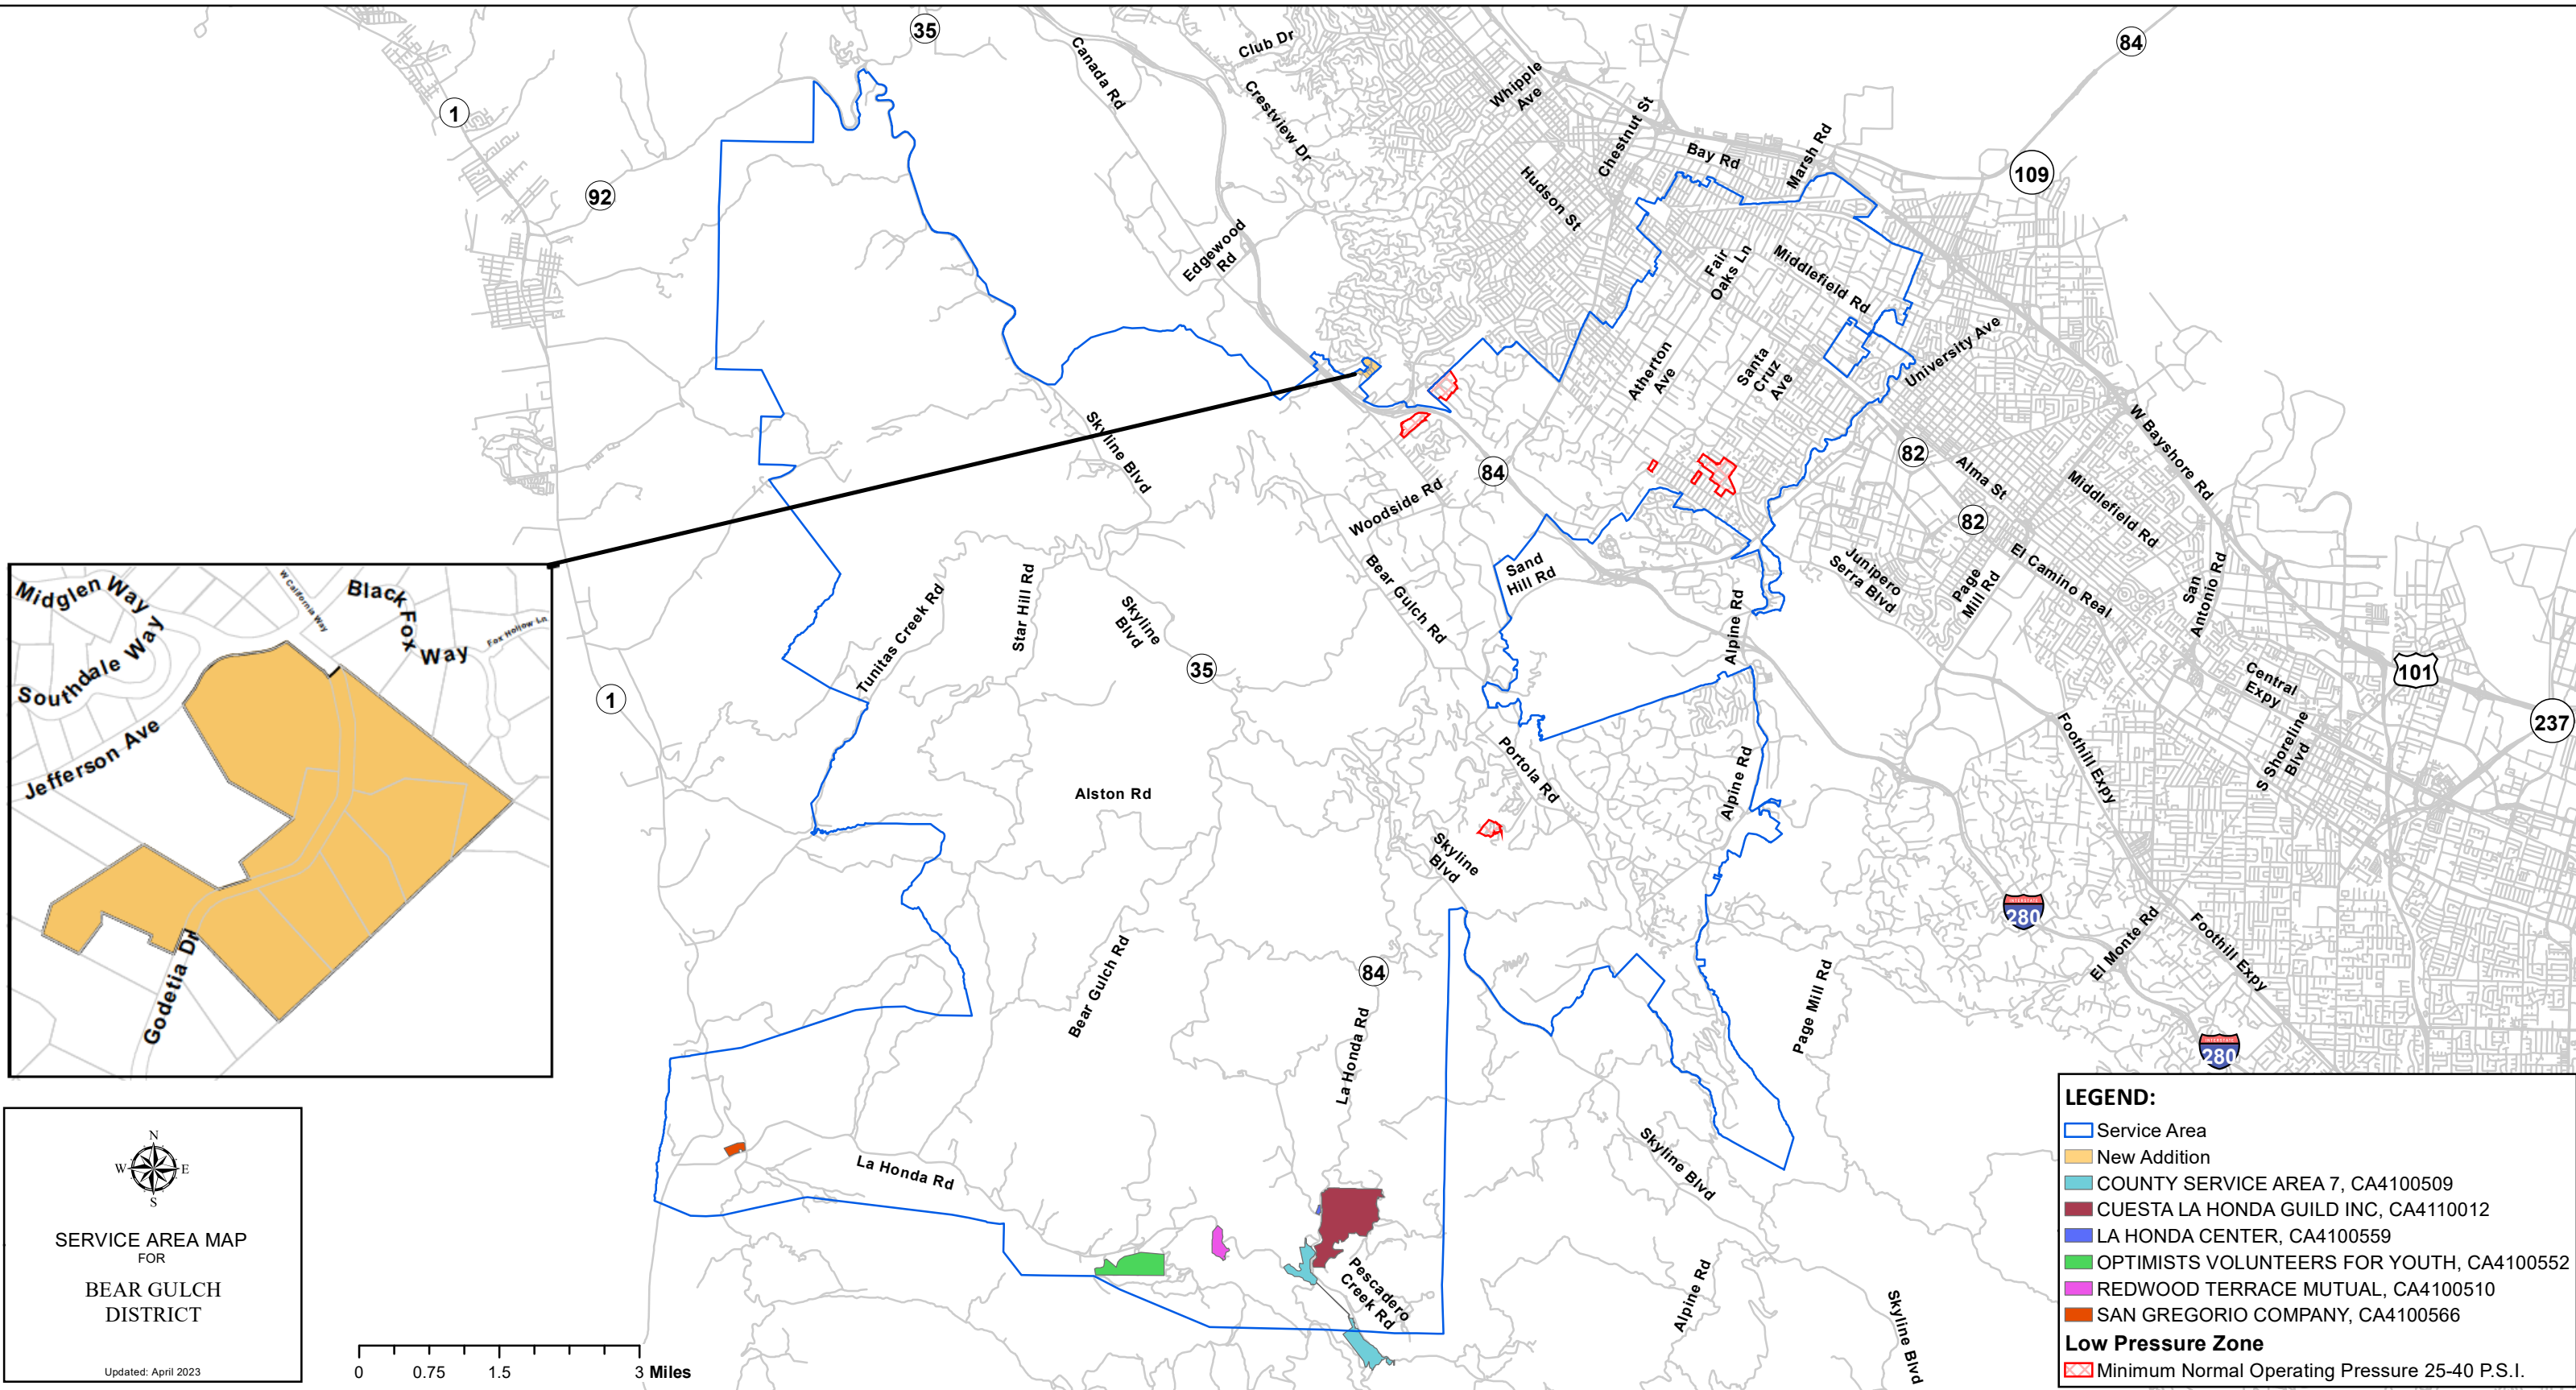 35
84
1
Club Dr
Canada Rd
Crestview Dr
Whipple
Ave
Chestnut St
Bay Rd
Marsh Rd
109
92
Hudson St
Edgewood
Rd
Fair
Oaks Ln
Middlefield Rd
University Ave
Atherton
Ave
Santa
Cruz
Ave
Skyline Blvd
84
Woodside Rd
82
Alma St
82
W Bayshore Rd
Middlefield Rd
San
Antonio Rd
El Camino Real
Page
Mill Rd
Junipero
Serra Blvd
Sand
Hill Rd
Bear Gulch Rd
Alpine Rd
Tunitas Creek Rd
Star Hill Rd
Skyline
Blvd
35
1
101
237
Central
Expy
S Shoreline
Blvd
Foothill Expy
Portola Rd
Alpine Rd
Alston Rd
Skyline
Blvd
280
El Monte Rd
Foothill Expy
280
Bear Gulch Rd
84
La Honda Rd
Page Mill Rd
La Honda Rd
Skyline Blvd
Pescadero
Creek Rd
Alpine Rd
Skyline Blvd
Midglen Way
Southdale Way
Jefferson Ave
W California Way
Black Fox Way
Fox Hollow Ln
Godetia Dr
N
W E
S
SERVICE AREA MAP
FOR
BEAR GULCH
DISTRICT
Updated: April 2023
0 0.75 1.5 3 Miles
LEGEND:
Service Area
New Addition
COUNTY SERVICE AREA 7, CA4100509
CUESTA LA HONDA GUILD INC, CA4110012
LA HONDA CENTER, CA4100559
OPTIMISTS VOLUNTEERS FOR YOUTH, CA4100552
REDWOOD TERRACE MUTUAL, CA4100510
SAN GREGORIO COMPANY, CA4100566
Low Pressure Zone
Minimum Normal Operating Pressure 25-40 P.S.I.